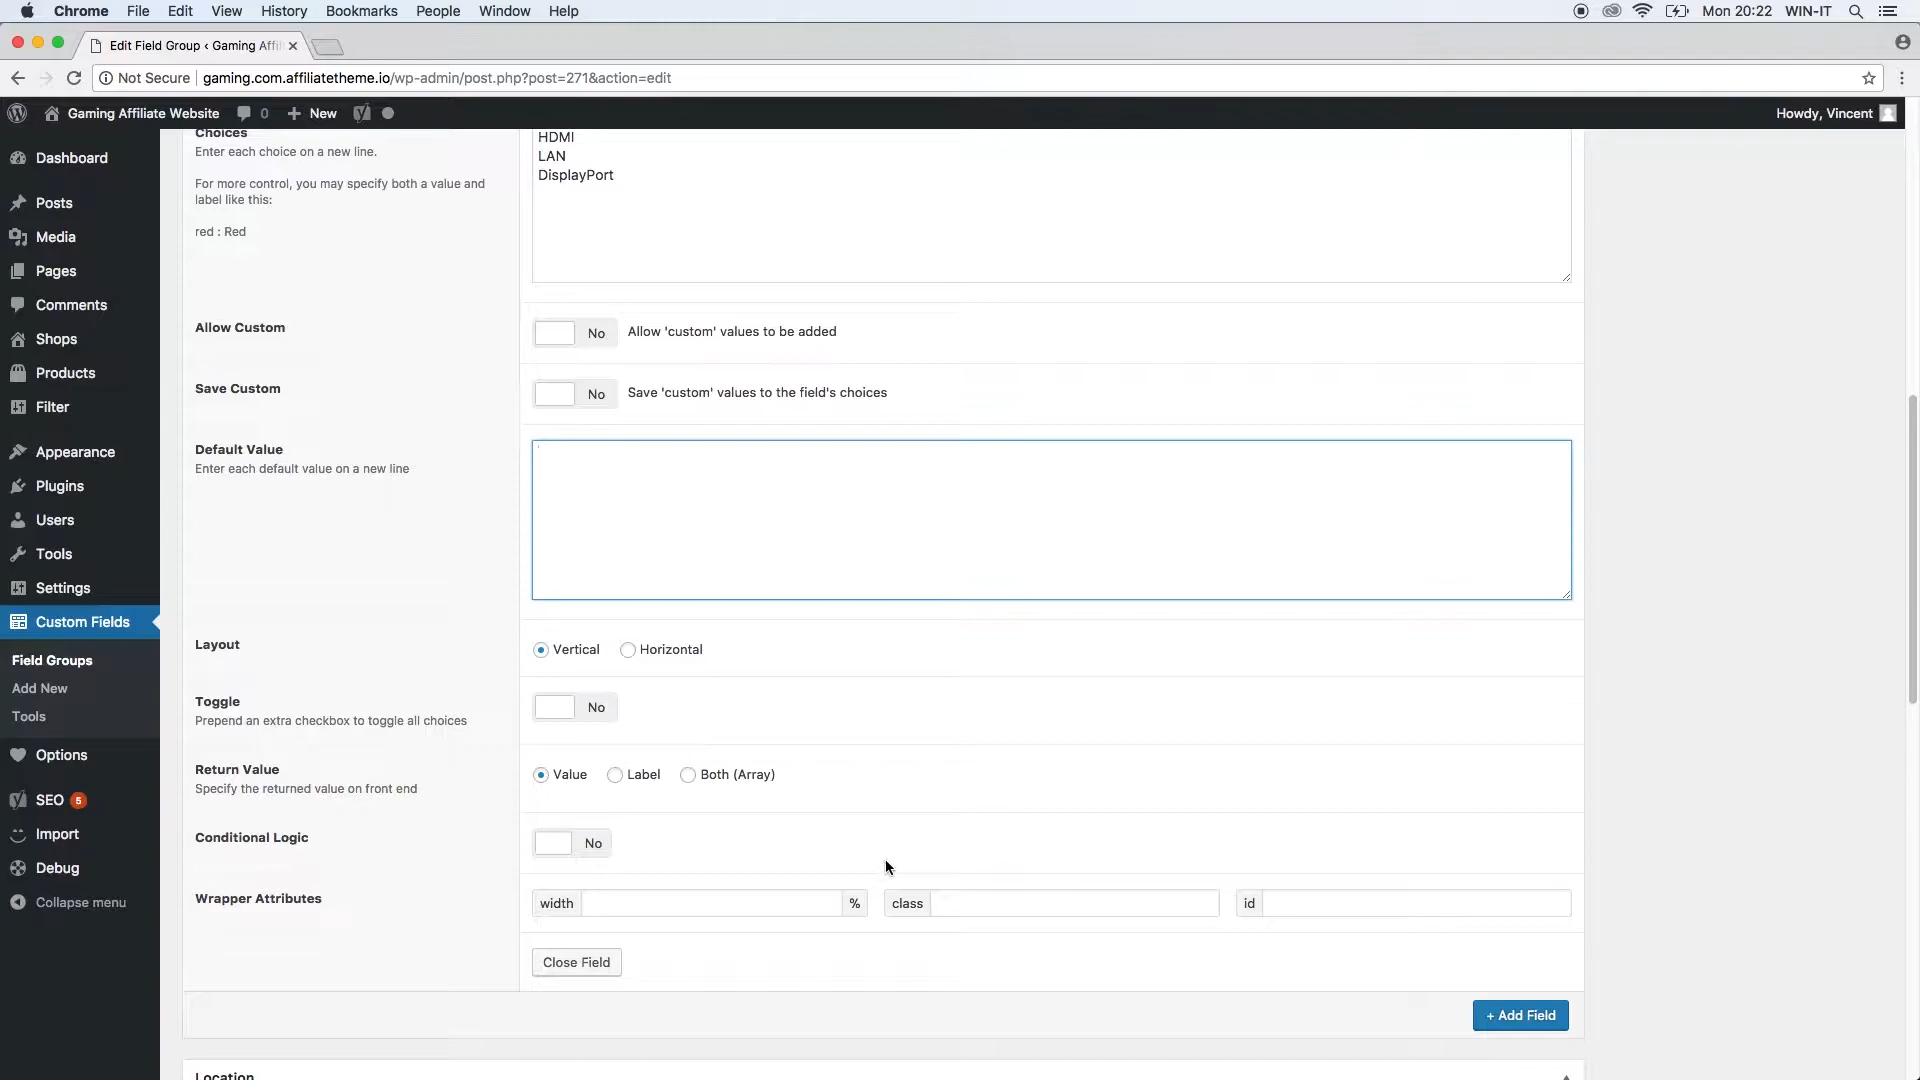 Chrome File Edit View History Bookmarks People Window Help Mon 20:22 WIN-IT
Edit Field Group ‹ Gaming Affi
Not Secure gaming.com.affiliatetheme.io/wp-admin/post.php?post=271&action=edit
Gaming Affiliate Website 0 New Howdy, Vincent
Dashboard
Posts
Media
Pages
Comments
Shops
Products
Filter
Appearance
Plugins
Users
Tools
Settings
Custom Fields
Field Groups
Add New
Tools
Options
SEO 5
Import
Debug
Collapse menu
Choices
Enter each choice on a new line.
For more control, you may specify both a value and
label like this:
red : Red
HDMI
LAN
DisplayPort
Allow Custom
No Allow 'custom' values to be added
Save Custom
No Save 'custom' values to the field's choices
Default Value
Enter each default value on a new line
Layout
Vertical Horizontal
Toggle
Prepend an extra checkbox to toggle all choices
No
Return Value
Specify the returned value on front end
Value Label Both (Array)
Conditional Logic
No
Wrapper Attributes
width % class id
Close Field
+ Add Field
Location